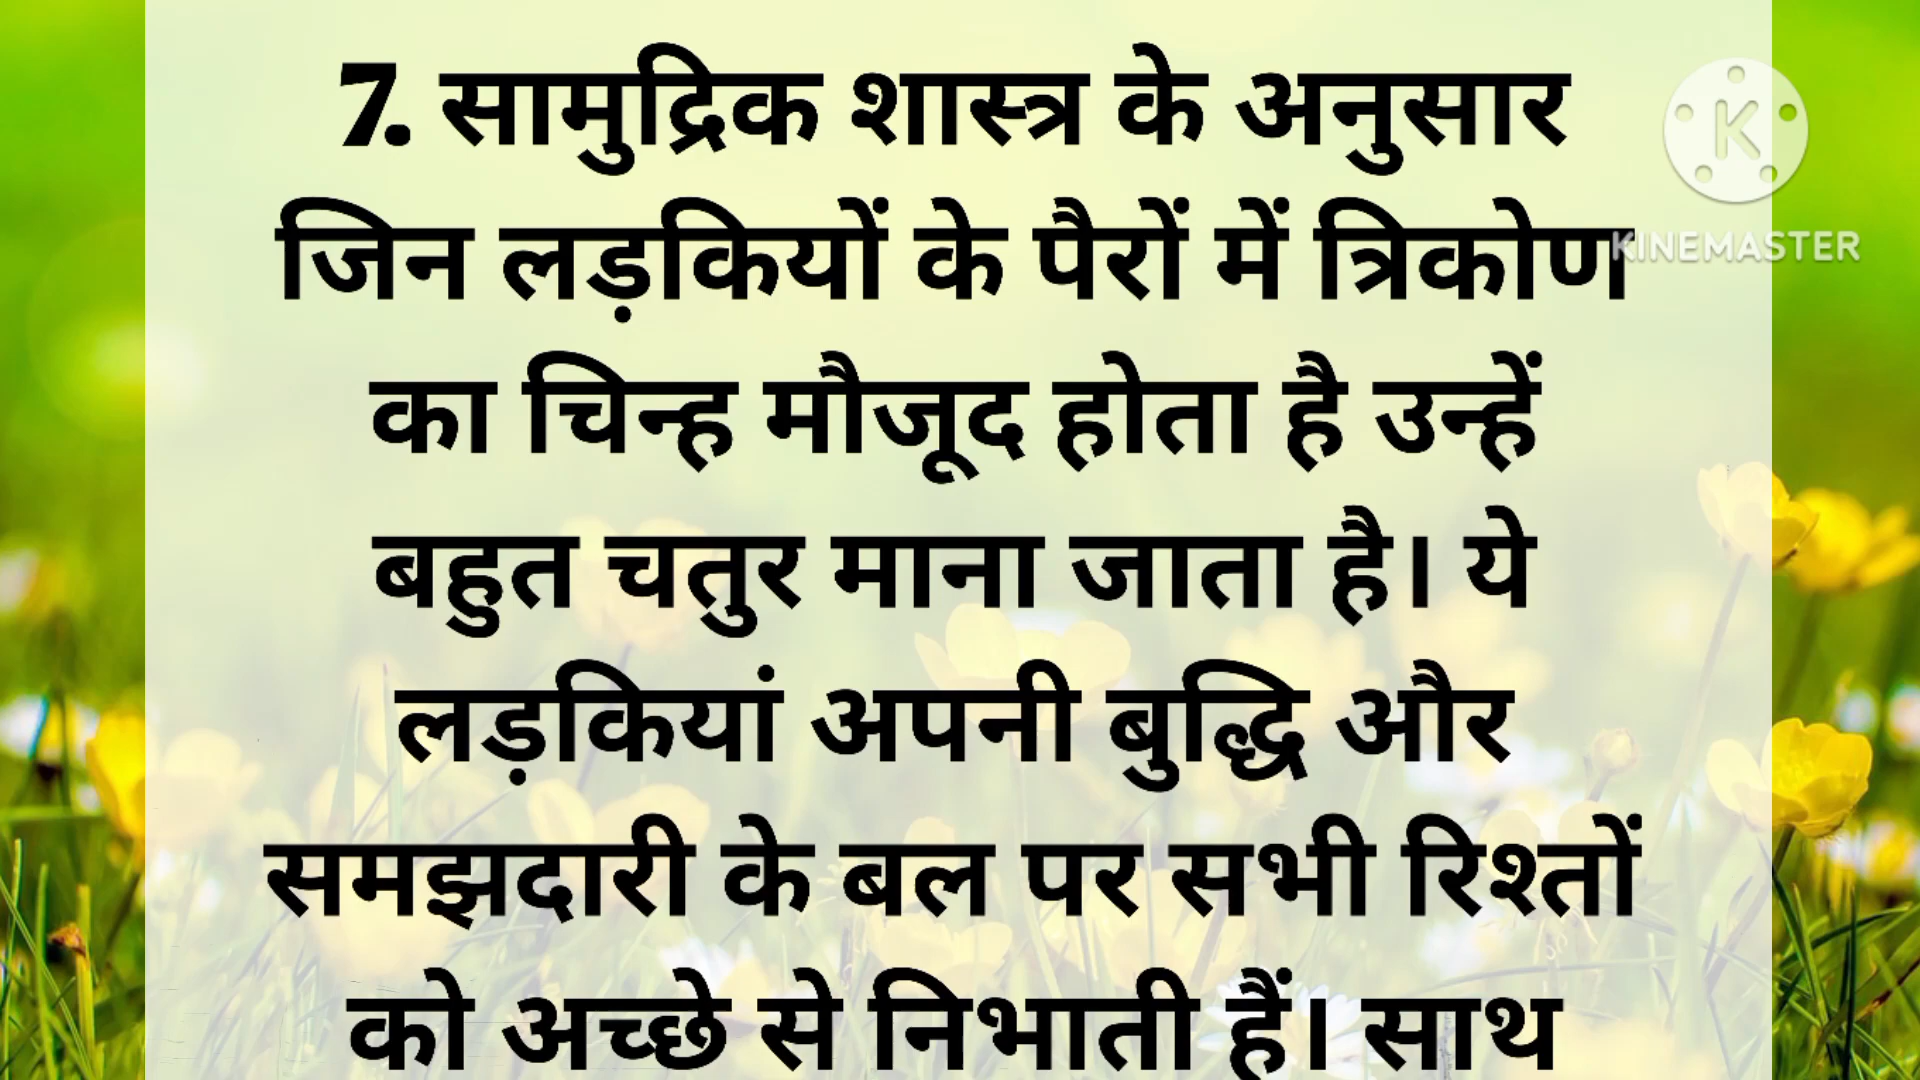 7. सामुद्रिक शास्त्र के अनुसार
जिन लड़कियों के पैरों में त्रिकोण
का चिन्ह मौजूद होता है उन्हें
बहुत चतुर माना जाता है। ये
लड़कियां अपनी बुद्धि और
समझदारी के बल पर सभी रिश्तों
को अच्छे से निभाती हैं। साथ
K
KINEMASTER